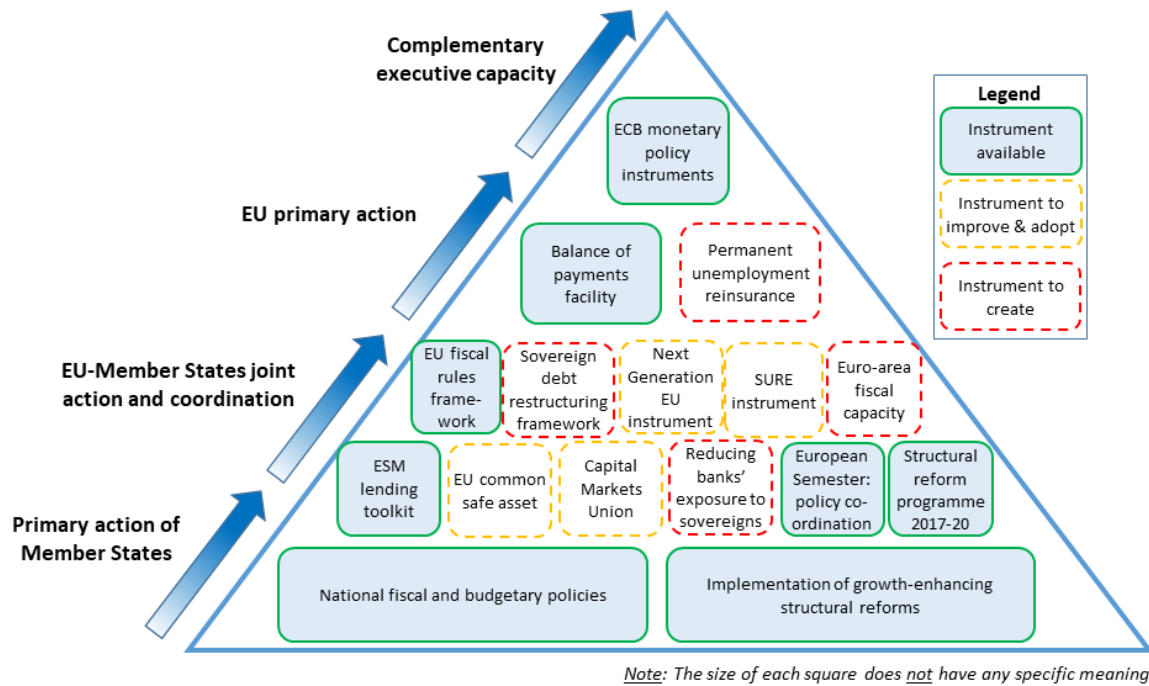 Complementary
executive capacity
EU primary action
EU-Member States joint
action and coordination
Primary action of
Member States
ECB monetary
policy
instruments
Balance of
payments
facility
Permanent
unemployment
reinsurance
EU fiscal
rules
frame-
work
Sovereign
debt
restructuring
framework
Next
Generation
EU
instrument
SURE
instrument
Euro-area
fiscal
capacity
ESM
lending
toolkit
EU common
safe asset
Capital
Markets
Union
Reducing
banks’
exposure to
sovereigns
European
Semester:
policy co-
ordination
Structural
reform
programme
2017-20
National fiscal and budgetary policies
Implementation of growth-enhancing
structural reforms
Legend
Instrument
available
Instrument to
improve & adopt
Instrument to
create
Note: The size of each square does not have any specific meaning